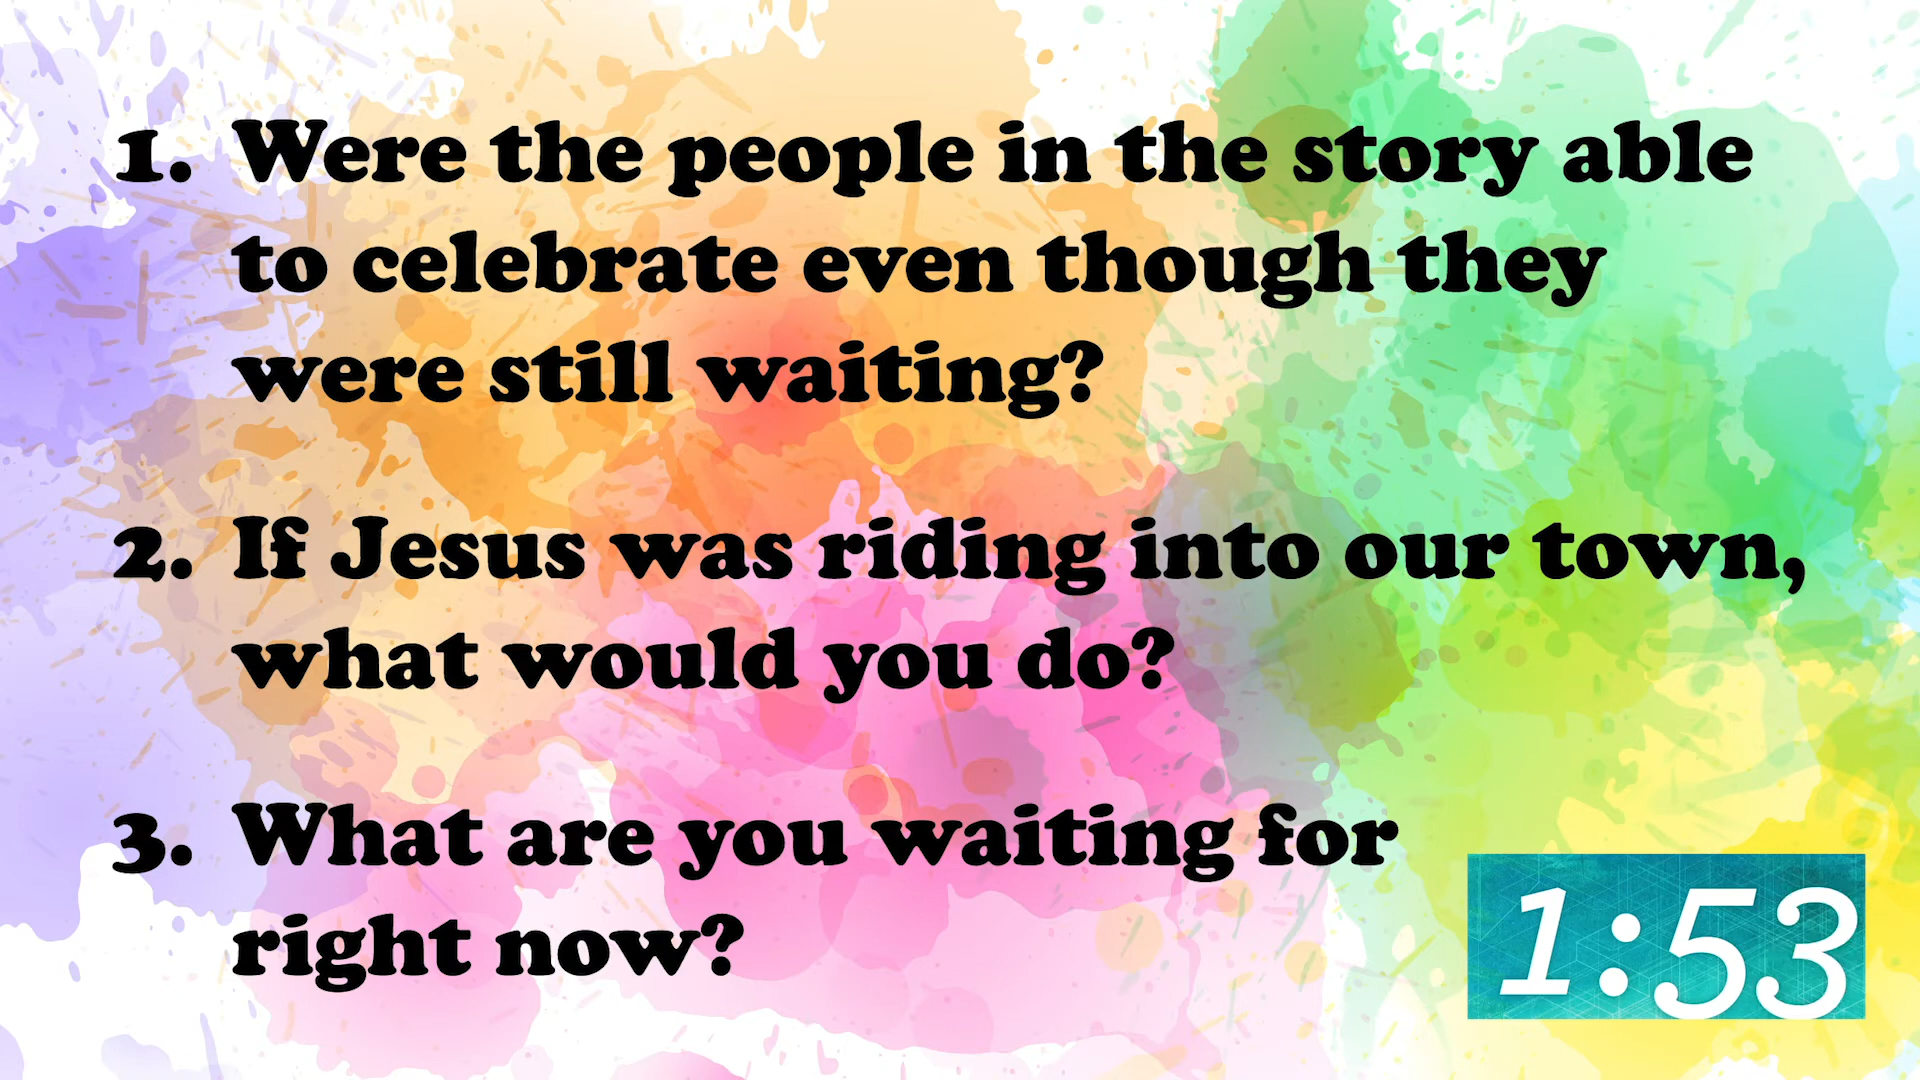 1. Were the people in the story able
to celebrate even though they
were still waiting?
2. If Jesus was riding into our town,
what would you do?
3. What are you waiting for
right now?
1:53